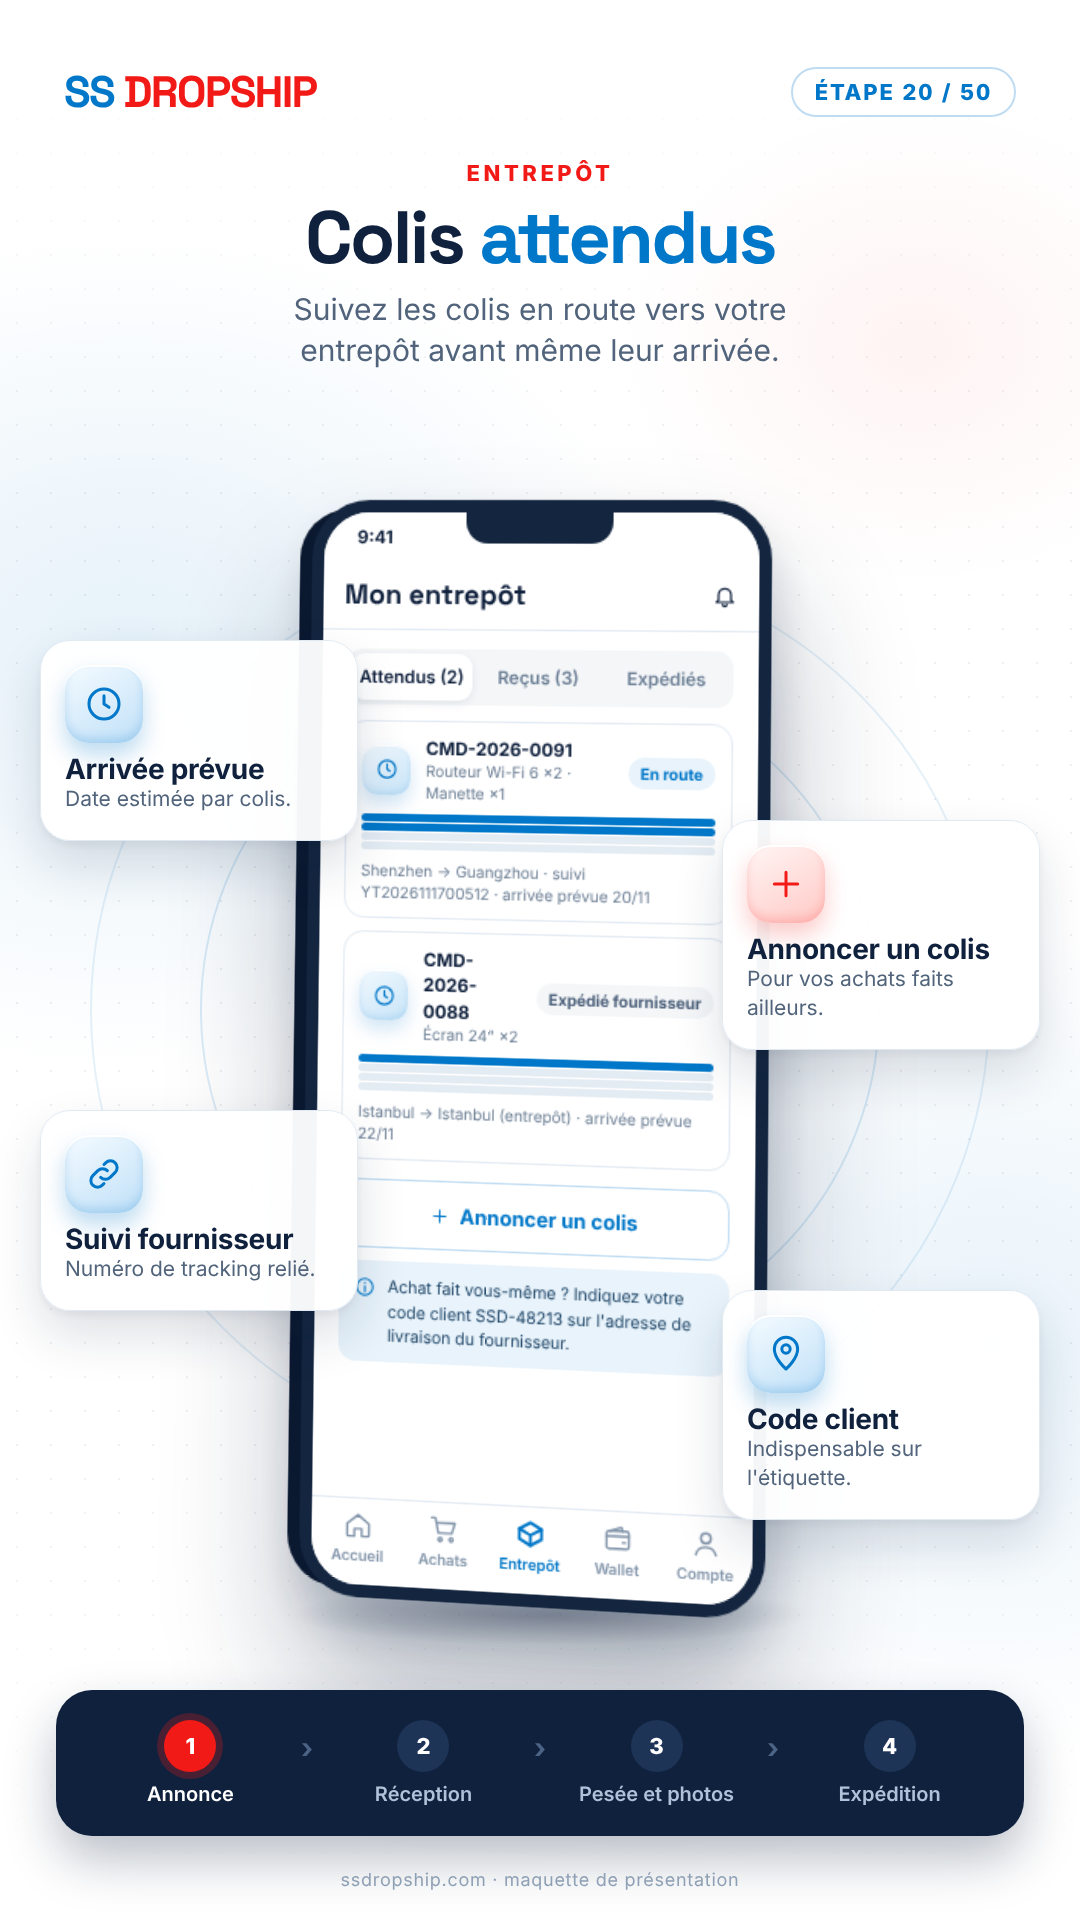 SS DROPSHIP
ÉTAPE 20 / 50
ENTREPÔT
Colis attendus
Suivez les colis en route vers votre
entrepôt avant même leur arrivée.
9:41
Mon entrepôt
Attendus (2)
Reçus (3)
Expédiés
CMD-2026-0091
Routeur Wi-Fi 6 ×2 ·
Manette ×1
En route
Shenzhen → Guangzhou · suivi
YT2026111700512 · arrivée prévue 20/11
CMD-
2026-
0088
Écran 24" ×2
Expédié fournisseur
Istanbul → Istanbul (entrepôt) · arrivée prévue
22/11
+ Annoncer un colis
Achat fait vous-même ? Indiquez votre
code client SSD-48213 sur l'adresse de
livraison du fournisseur.
Accueil
Achats
Entrepôt
Wallet
Compte
Arrivée prévue
Date estimée par colis.
Annoncer un colis
Pour vos achats faits
ailleurs.
Suivi fournisseur
Numéro de tracking relié.
Code client
Indispensable sur
l'étiquette.
1
Annonce
›
2
Réception
›
3
Pesée et photos
›
4
Expédition
ssdropship.com · maquette de présentation